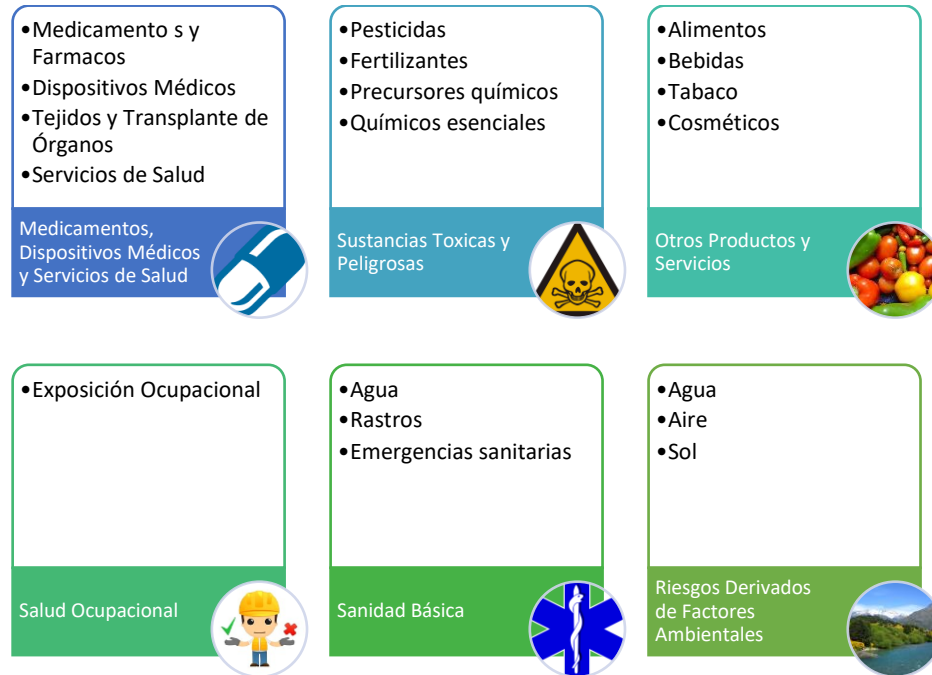 •Medicamento s y
Farmacos
•Dispositivos Médicos
•Tejidos y Transplante de
Órganos
•Servicios de Salud
Medicamentos,
Dispositivos Médicos
y Servicios de Salud
•Pesticidas
•Fertilizantes
•Precursores químicos
•Químicos esenciales
Sustancias Toxicas y
Peligrosas
•Alimentos
•Bebidas
•Tabaco
•Cosméticos
Otros Productos y
Servicios
•Exposición Ocupacional
Salud Ocupacional
•Agua
•Rastros
•Emergencias sanitarias
Sanidad Básica
•Agua
•Aire
•Sol
Riesgos Derivados
de Factores
Ambientales